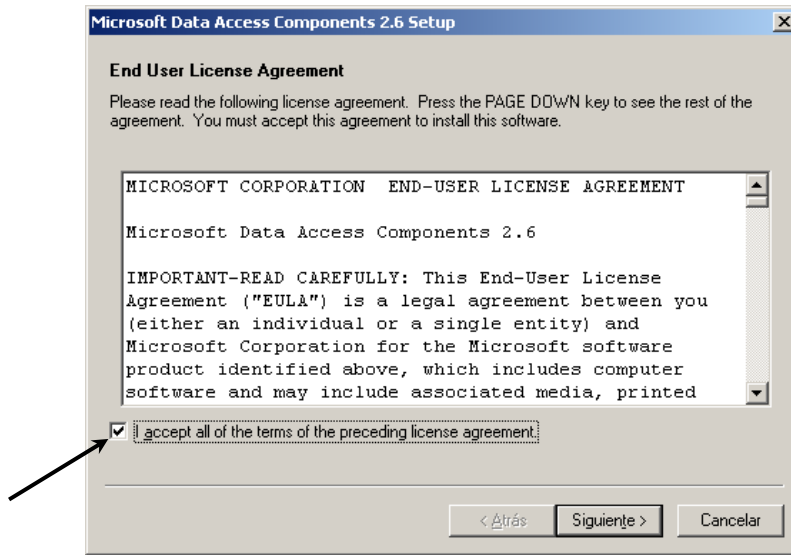 Microsoft Data Access Components 2.6 Setup
End User License Agreement
Please read the following license agreement. Press the PAGE DOWN key to see the rest of the
agreement. You must accept this agreement to install this software.
MICROSOFT CORPORATION END-USER LICENSE AGREEMENT
Microsoft Data Access Components 2.6
IMPORTANT-READ CAREFULLY: This End-User License
Agreement ("EULA") is a legal agreement between you
(either an individual or a single entity) and
Microsoft Corporation for the Microsoft software
product identified above, which includes computer
software and may include associated media, printed
I accept all of the terms of the preceding license agreement.
< Atrás Siguiente > Cancelar